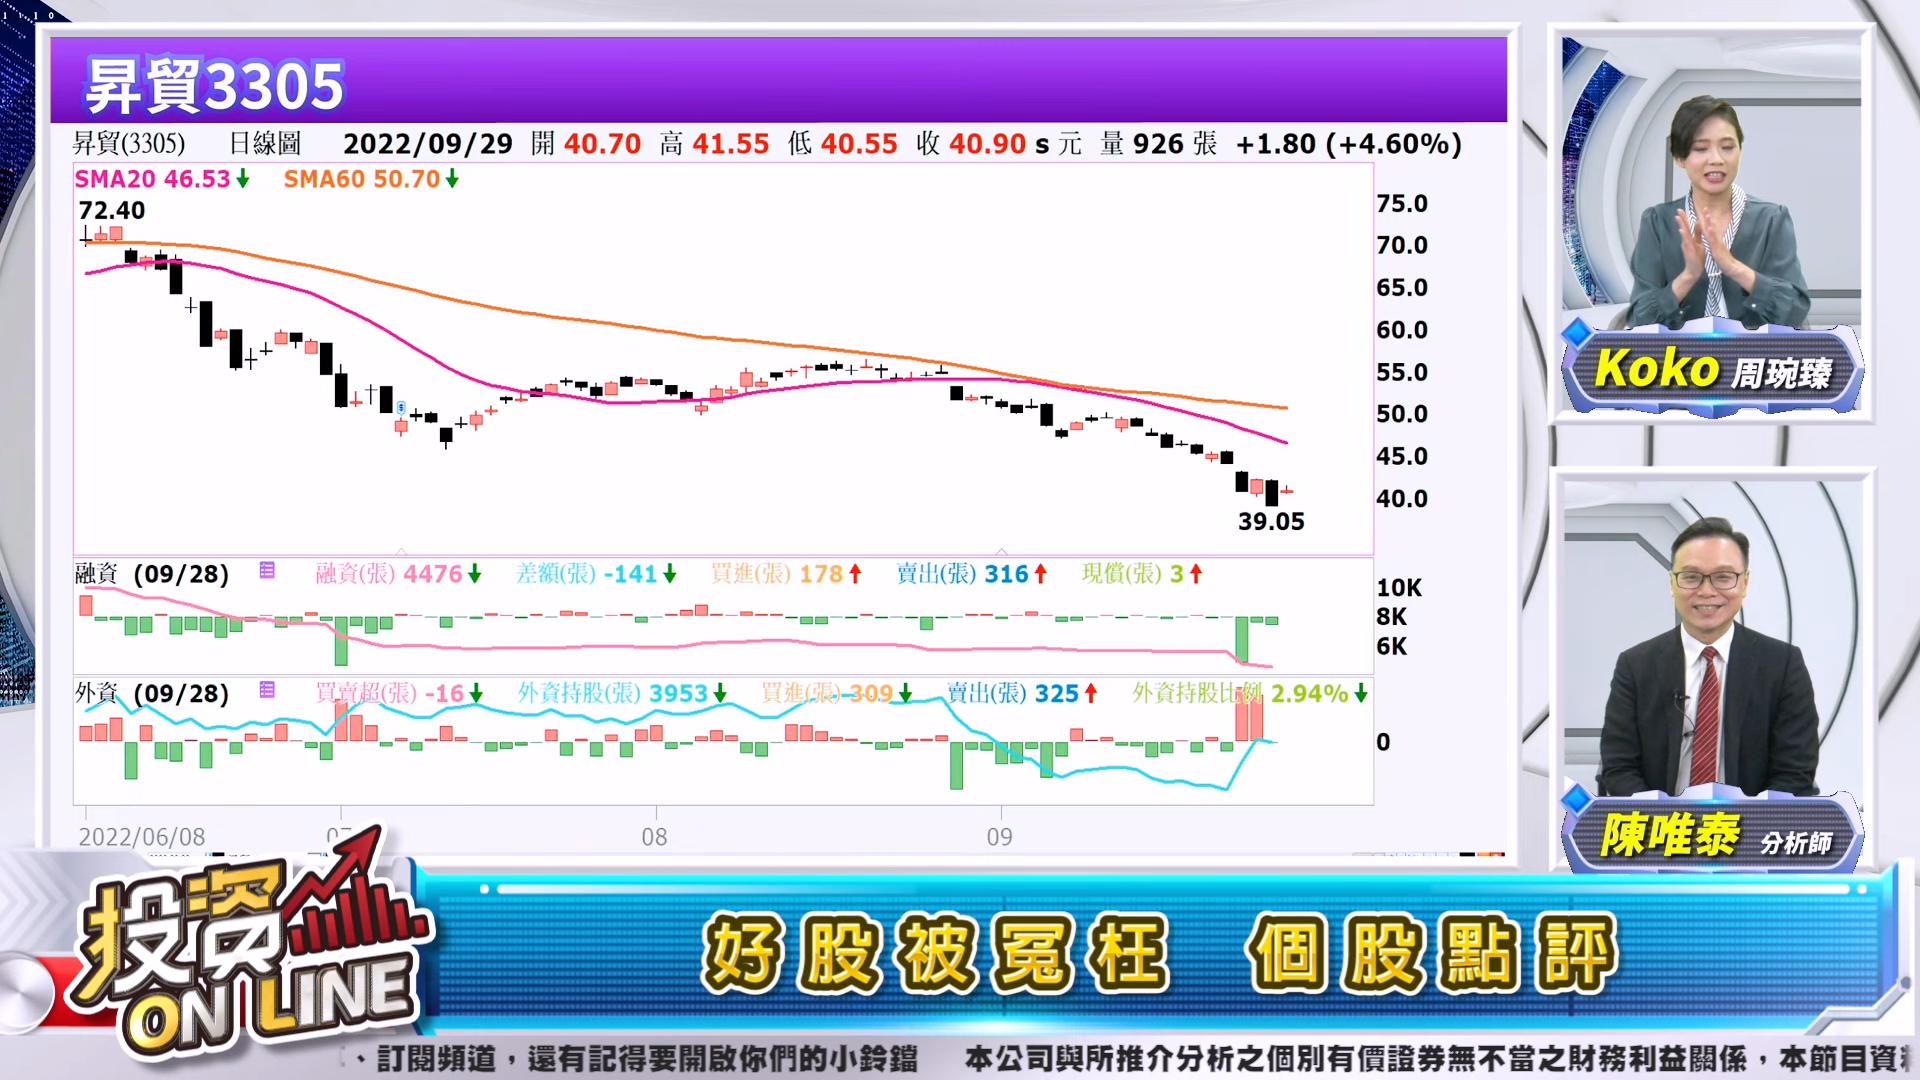 昇貿3305
昇貿(3305) 日線圖 2022/09/29 開 40.70 高 41.55 低 40.55 收 40.90 s 元 量 926 張 +1.80 (+4.60%)
SMA20 46.53↓ SMA60 50.70↓
72.40
75.0
70.0
65.0
60.0
55.0
50.0
45.0
40.0
39.05
融資 (09/28) 融資(張) 4476↓ 差額(張) -141↓ 買進(張) 178↑ 賣出(張) 316↑ 現償(張) 3↑
10K
8K
6K
外資 (09/28) 買賣超(張) -16↓ 外資持股(張) 3953↓ 買進(張) 309↓ 賣出(張) 325↑ 外資持股比例 2.94%↓
0
2022/06/08 07 08 09
Koko 周琬臻
陳唯泰 分析師
投資
ON LINE
好股被冤枉 個股點評
、訂閱頻道，還有記得要開啟你們的小鈴鐺 本公司與所推介分析之個別有價證券無不當之財務利益關係，本節目資